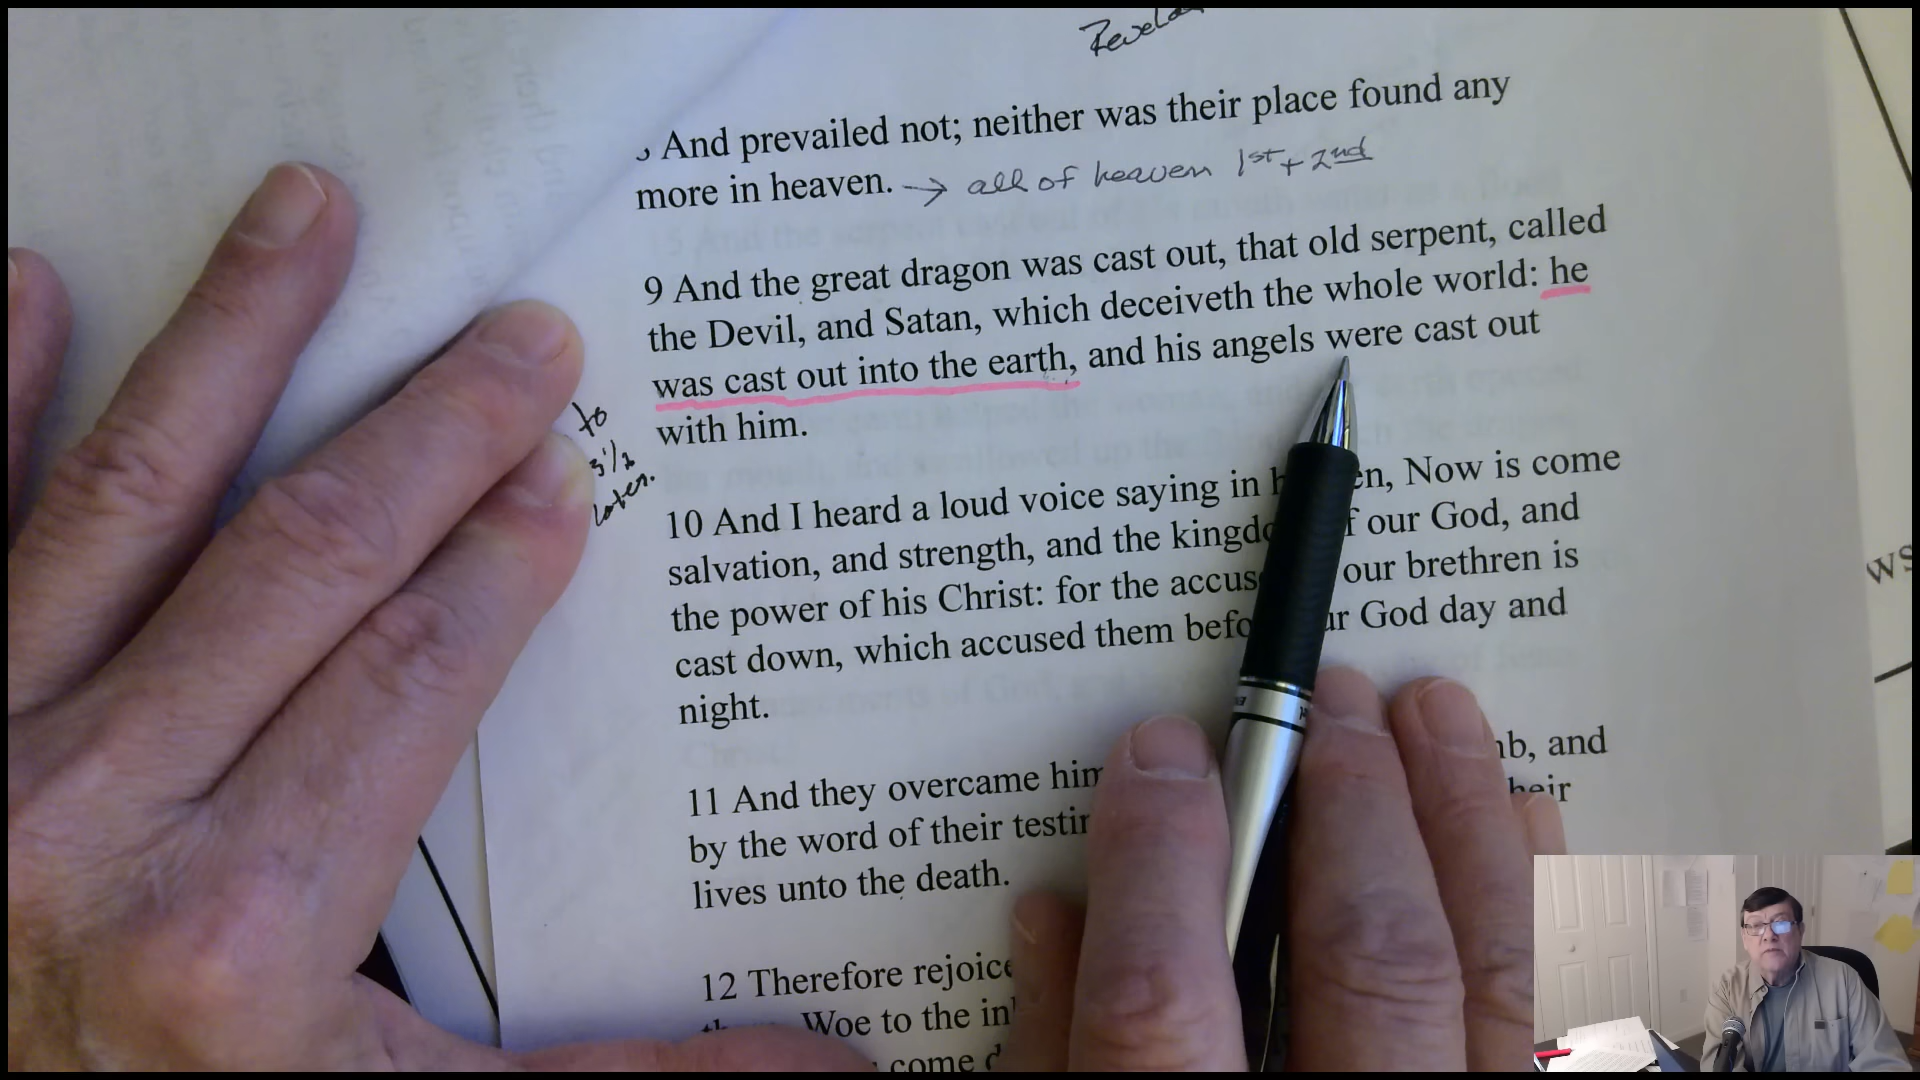 And prevailed not; neither was their place found any
more in heaven. → all of heaven 1st + 2nd
9 And the great dragon was cast out, that old serpent, called
the Devil, and Satan, which deceiveth the whole world: he
was cast out into the earth, and his angels were cast out
with him.
to
3 1/2
later.
10 And I heard a loud voice saying in h en, Now is come
salvation, and strength, and the kingdo f our God, and
the power of his Christ: for the accus our brethren is
cast down, which accused them befo ur God day and
night.
11 And they overcame him b, and
by the word of their testim heir
lives unto the death.
12 Therefore rejoice
Woe to the in
come d
ws